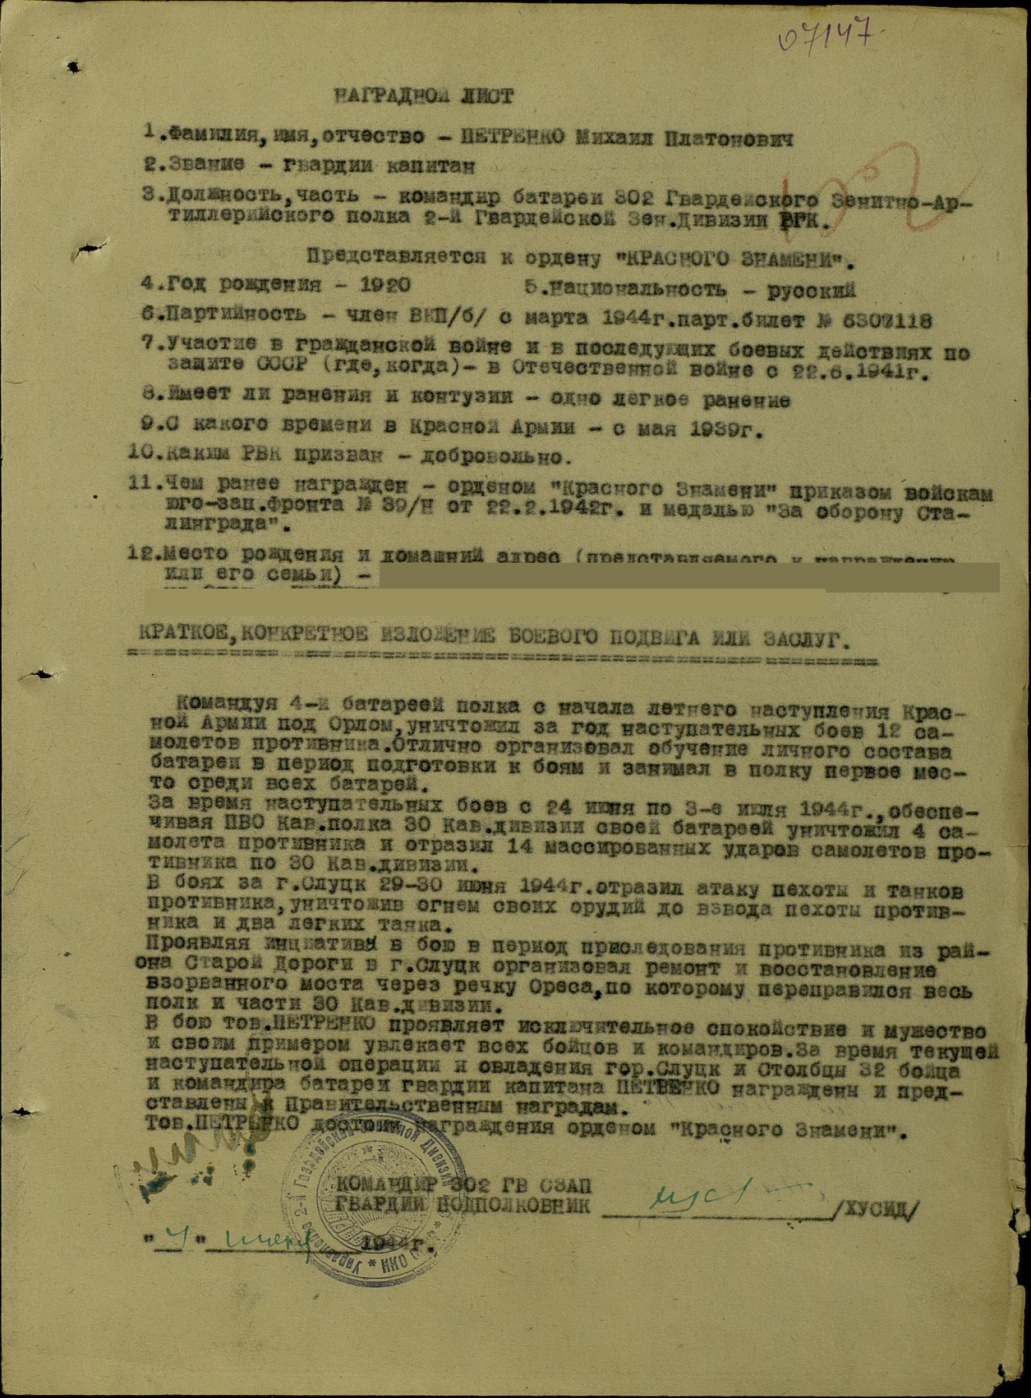 07147
НАГРАДНОЙ ЛИСТ
1.Фамилия,имя,отчество – ПЕТРЕНКО Михаил Платонович
2.Звание – гвардии капитан
3.Должность,часть – командир батареи 302 Гвардейского Зенитно-Ар-
тиллерийского полка 2-й Гвардейской Зен.Дивизии РГК.
Представляется к ордену "КРАСНОГО ЗНАМЕНИ".
4.Год рождения – 1920 5.Национальность – русский
6.Партийность – член ВКП/б/ с марта 1944г.парт.билет №
7.Участие в гражданской войне и в последующих боевых действиях по
защите СССР (где,когда)– в Отечественной войне с 22.6.1941г.
8.Имеет ли ранения и контузии – одно легкое ранение
9.С какого времени в Красной Армии – с мая 1939г.
10.Каким РВК призван – добровольно.
11.Чем ранее награжден – орденом "Красного Знамени" приказом войскам
юго-зап.фронта № 39/Н от 22.2.1942г. и медалью "За оборону Ста-
линграда".
12.Место рождения и домашний адрес (представляемого к награждению
или его семьи) –
КРАТКОЕ,КОНКРЕТНОЕ ИЗЛОЖЕНИЕ БОЕВОГО ПОДВИГА ИЛИ ЗАСЛУГ.
Командуя 4-й батареей полка с начала летнего наступления Крас-
ной Армии под Орлом,уничтожил за год наступательных боев 12 са-
молетов противника.Отлично организовал обучение личного состава
батареи в период подготовки к боям и занимал в полку первое мес-
то среди всех батарей.
За время наступательных боев с 24 июня по 3-е июля 1944г.,обеспе-
чивая ПВО Кав.полка 30 Кав.дивизии своей батареей уничтожил 4 са-
молета противника и отразил 14 массированных ударов самолетов про-
тивника по 30 Кав.дивизии.
В боях за г.Слуцк 29-30 июня 1944г.отразил атаку пехоты и танков
противника,уничтожив огнем своих орудий до взвода пехоты против-
ника и два легких танка.
Проявляя инциативу в бою в период приследования противника из рай-
она Старой Дороги в г.Слуцк организовал ремонт и восстановление
взорванного моста через речку Ореса,по которому переправился весь
полк и части 30 Кав.дивизии.
В бою тов.ПЕТРЕНКО проявляет исключительное спокойствие и мужество
и своим примером увлекает всех бойцов и командиров.За время текущей
наступательной операции и овладения гор.Слуцк и Столбцы 32 бойца
и командира батареи гвардии капитана ПЕТВЕНКО награждены и пред-
ставлены к Правительственным наградам.
Тов.ПЕТРЕНКО достоин награждения орденом "Красного Знамени".
КОМАНДИР 302 ГВ СЗАП
ГВАРДИИ ПОДПОЛКОВНИК /ХУСИД/
"4" июля 1944г.